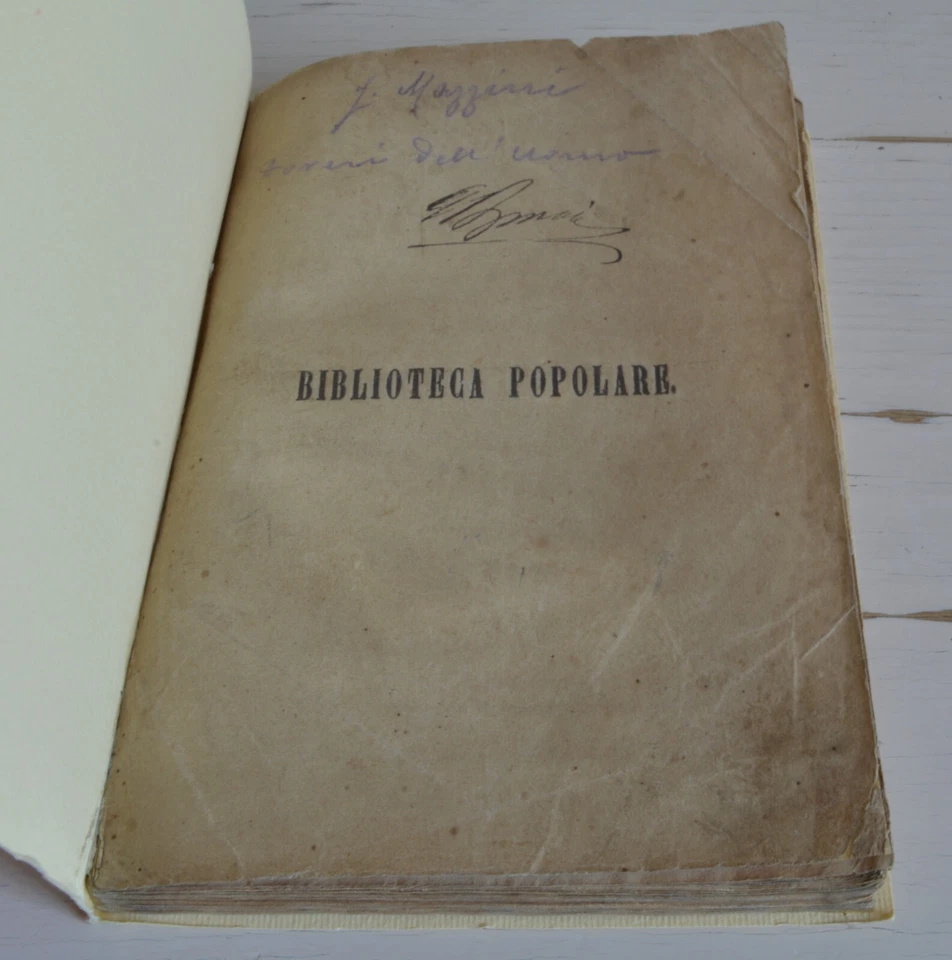 J. Mazzini
doveri dell'uomo
BIBLIOTECA POPOLARE.